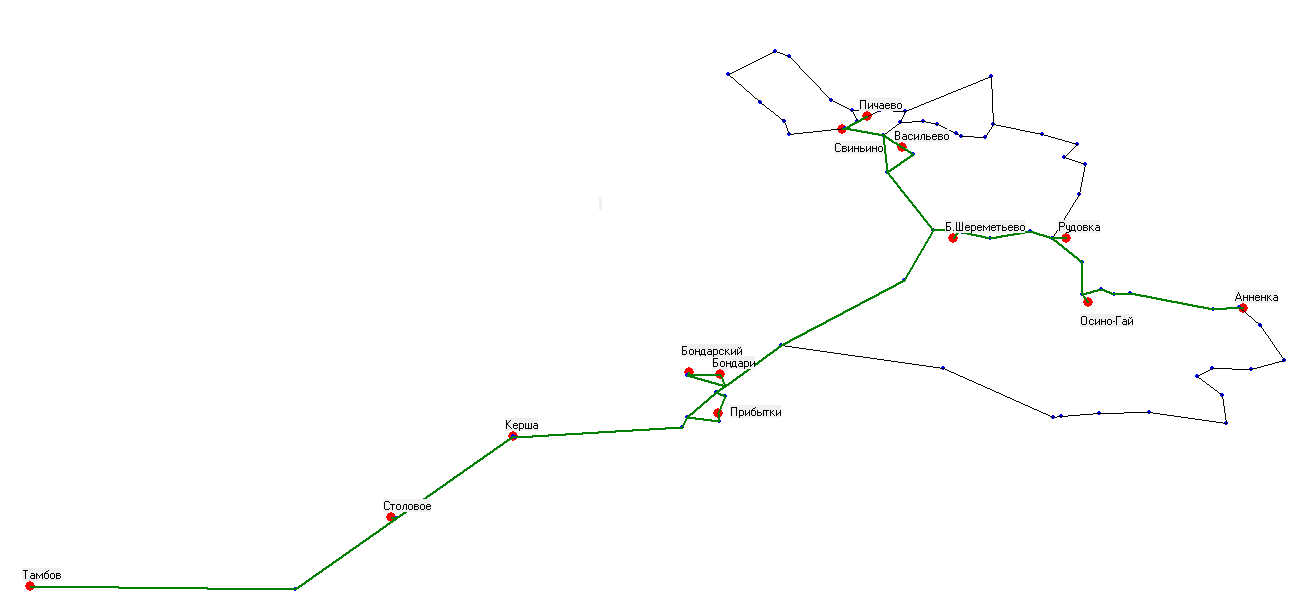 Пичаево
Васильево
Свиньино
Б.Шереметьево
Рудовка
Анненка
Осино-Гай
Бондарский
Бондари
Прибытки
Керша
Столовое
Тамбов